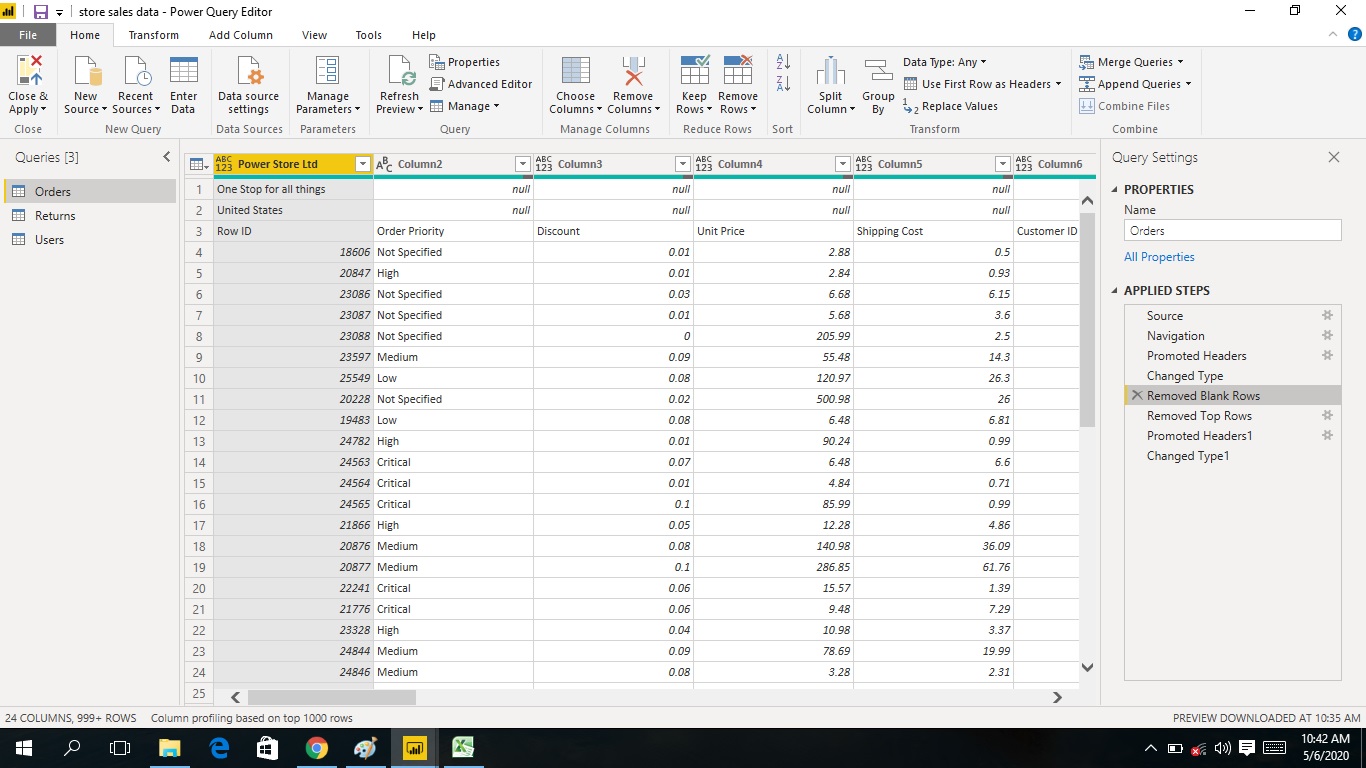 store sales data - Power Query Editor
File Home Transform Add Column View Tools Help
Close & Apply
New Source
Recent Sources
Enter Data
Data source settings
Manage Parameters
Refresh Preview
Properties
Advanced Editor
Manage
Choose Columns
Remove Columns
Keep Rows
Remove Rows
Split Column
Group By
Data Type: Any
Use First Row as Headers
Replace Values
Merge Queries
Append Queries
Combine Files
Close New Query Data Sources Parameters Query Manage Columns Reduce Rows Sort Transform Combine
Queries [3]
Orders
Returns
Users
ABC 123 Power Store Ltd ABC Column2 ABC 123 Column3 ABC 123 Column4 ABC 123 Column5 ABC 123 Column6
1 One Stop for all things null null null null
2 United States null null null null
3 Row ID Order Priority Discount Unit Price Shipping Cost Customer ID
4 18606 Not Specified 0.01 2.88 0.5
5 20847 High 0.01 2.84 0.93
6 23086 Not Specified 0.03 6.68 6.15
7 23087 Not Specified 0.01 5.68 3.6
8 23088 Not Specified 0 205.99 2.5
9 23597 Medium 0.09 55.48 14.3
10 25549 Low 0.08 120.97 26.3
11 20228 Not Specified 0.02 500.98 26
12 19483 Low 0.08 6.48 6.81
13 24782 High 0.01 90.24 0.99
14 24563 Critical 0.07 6.48 6.6
15 24564 Critical 0.01 4.84 0.71
16 24565 Critical 0.1 85.99 0.99
17 21866 High 0.05 12.28 4.86
18 20876 Medium 0.08 140.98 36.09
19 20877 Medium 0.1 286.85 61.76
20 22241 Critical 0.06 15.57 1.39
21 21776 Critical 0.06 9.48 7.29
22 23328 High 0.04 10.98 3.37
23 24844 Medium 0.09 78.69 19.99
24 24846 Medium 0.08 3.28 2.31
25
Query Settings
PROPERTIES
Name
Orders
All Properties
APPLIED STEPS
Source
Navigation
Promoted Headers
Changed Type
Removed Blank Rows
Removed Top Rows
Promoted Headers1
Changed Type1
24 COLUMNS, 999+ ROWS Column profiling based on top 1000 rows PREVIEW DOWNLOADED AT 10:35 AM
10:42 AM
5/6/2020